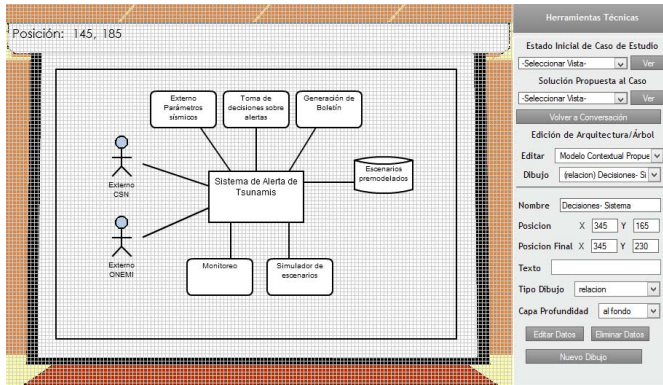 Posición: 145, 185
Externo
Parámetros
sísmicos
Toma de
decisiones sobre
alertas
Generación de
Boletín
Externo
CSN
Sistema de Alerta de
Tsunamis
Escenarios
premodelados
Externo
ONEMI
Monitoreo
Simulador de
escenarios
Herramientas Técnicas
Estado Inicial de Caso de Estudio
-Seleccionar Vista- Ver
Solución Propuesta al Caso
-Seleccionar Vista- Ver
Volver a Conversación
Edición de Arquitectura/Árbol
Editar Modelo Contextual Propue
Dibujo (relacion) Decisiones- Si
Nombre Decisiones- Sistema
Posicion X 345 Y 165
Posicion Final X 345 Y 230
Texto
Tipo Dibujo relacion
Capa Profundidad al fondo
Editar Datos Eliminar Datos
Nuevo Dibujo